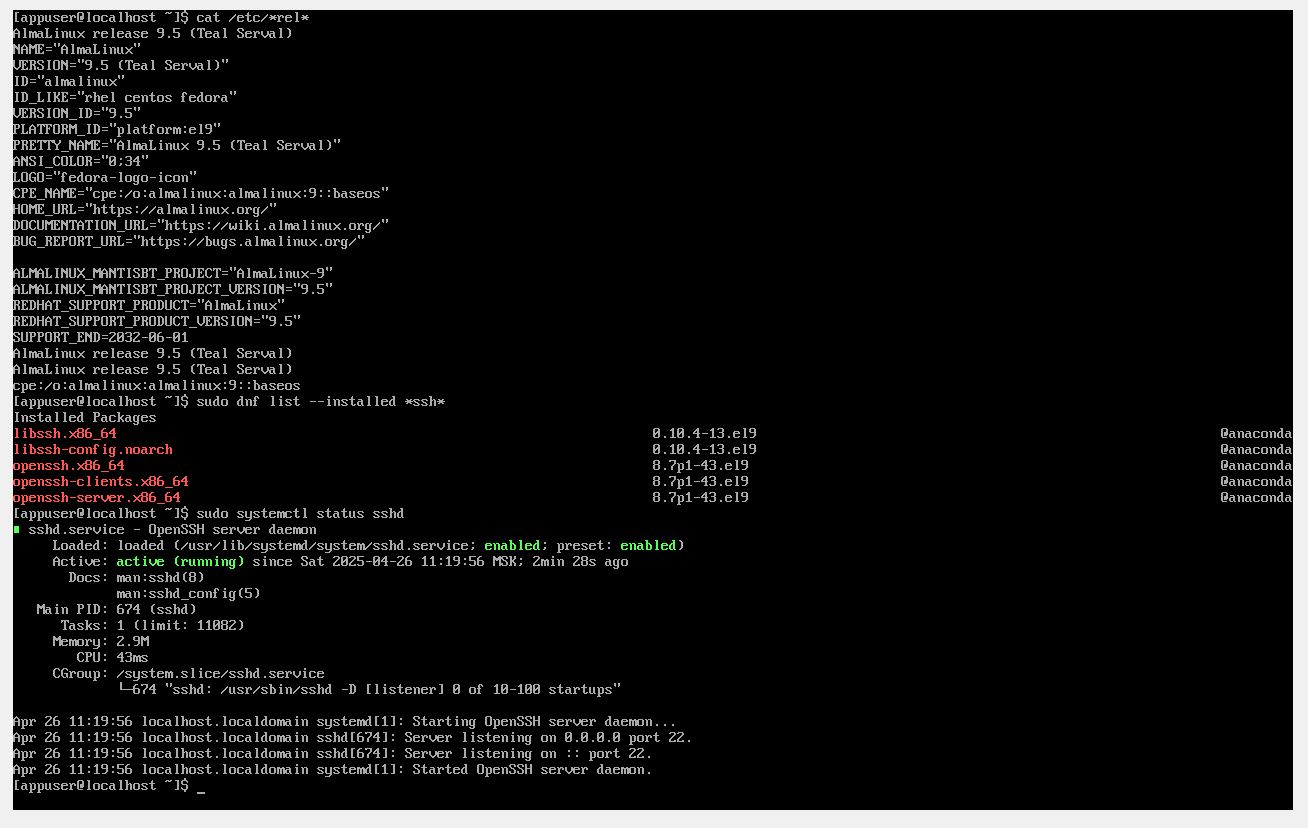 [appuser@localhost ~]$ cat /etc/*rel*
AlmaLinux release 9.5 (Teal Serval)
NAME="AlmaLinux"
VERSION="9.5 (Teal Serval)"
ID="almalinux"
ID_LIKE="rhel centos fedora"
VERSION_ID="9.5"
PLATFORM_ID="platform:el9"
PRETTY_NAME="AlmaLinux 9.5 (Teal Serval)"
ANSI_COLOR="0;34"
LOGO="fedora-logo-icon"
CPE_NAME="cpe:/o:almalinux:almalinux:9::baseos"
HOME_URL="https://almalinux.org/"
DOCUMENTATION_URL="https://wiki.almalinux.org/"
BUG_REPORT_URL="https://bugs.almalinux.org/"

ALMALINUX_MANTISBT_PROJECT="AlmaLinux-9"
ALMALINUX_MANTISBT_PROJECT_VERSION="9.5"
REDHAT_SUPPORT_PRODUCT="AlmaLinux"
REDHAT_SUPPORT_PRODUCT_VERSION="9.5"
SUPPORT_END=2032-06-01
AlmaLinux release 9.5 (Teal Serval)
AlmaLinux release 9.5 (Teal Serval)
cpe:/o:almalinux:almalinux:9::baseos
[appuser@localhost ~]$ sudo dnf list --installed *ssh*
Installed Packages
libssh.x86_64 0.10.4-13.el9 @anaconda
libssh-config.noarch 0.10.4-13.el9 @anaconda
openssh.x86_64 8.7p1-43.el9 @anaconda
openssh-clients.x86_64 8.7p1-43.el9 @anaconda
openssh-server.x86_64 8.7p1-43.el9 @anaconda
[appuser@localhost ~]$ sudo systemctl status sshd
sshd.service - OpenSSH server daemon
Loaded: loaded (/usr/lib/systemd/system/sshd.service; enabled; preset: enabled)
Active: active (running) since Sat 2025-04-26 11:19:56 MSK; 2min 28s ago
Docs: man:sshd(8)
man:sshd_config(5)
Main PID: 674 (sshd)
Tasks: 1 (limit: 11082)
Memory: 2.9M
CPU: 43ms
CGroup: /system.slice/sshd.service
└─674 "sshd: /usr/sbin/sshd -D [listener] 0 of 10-100 startups"

Apr 26 11:19:56 localhost.localdomain systemd[1]: Starting OpenSSH server daemon...
Apr 26 11:19:56 localhost.localdomain sshd[674]: Server listening on 0.0.0.0 port 22.
Apr 26 11:19:56 localhost.localdomain sshd[674]: Server listening on :: port 22.
Apr 26 11:19:56 localhost.localdomain systemd[1]: Started OpenSSH server daemon.
[appuser@localhost ~]$ _